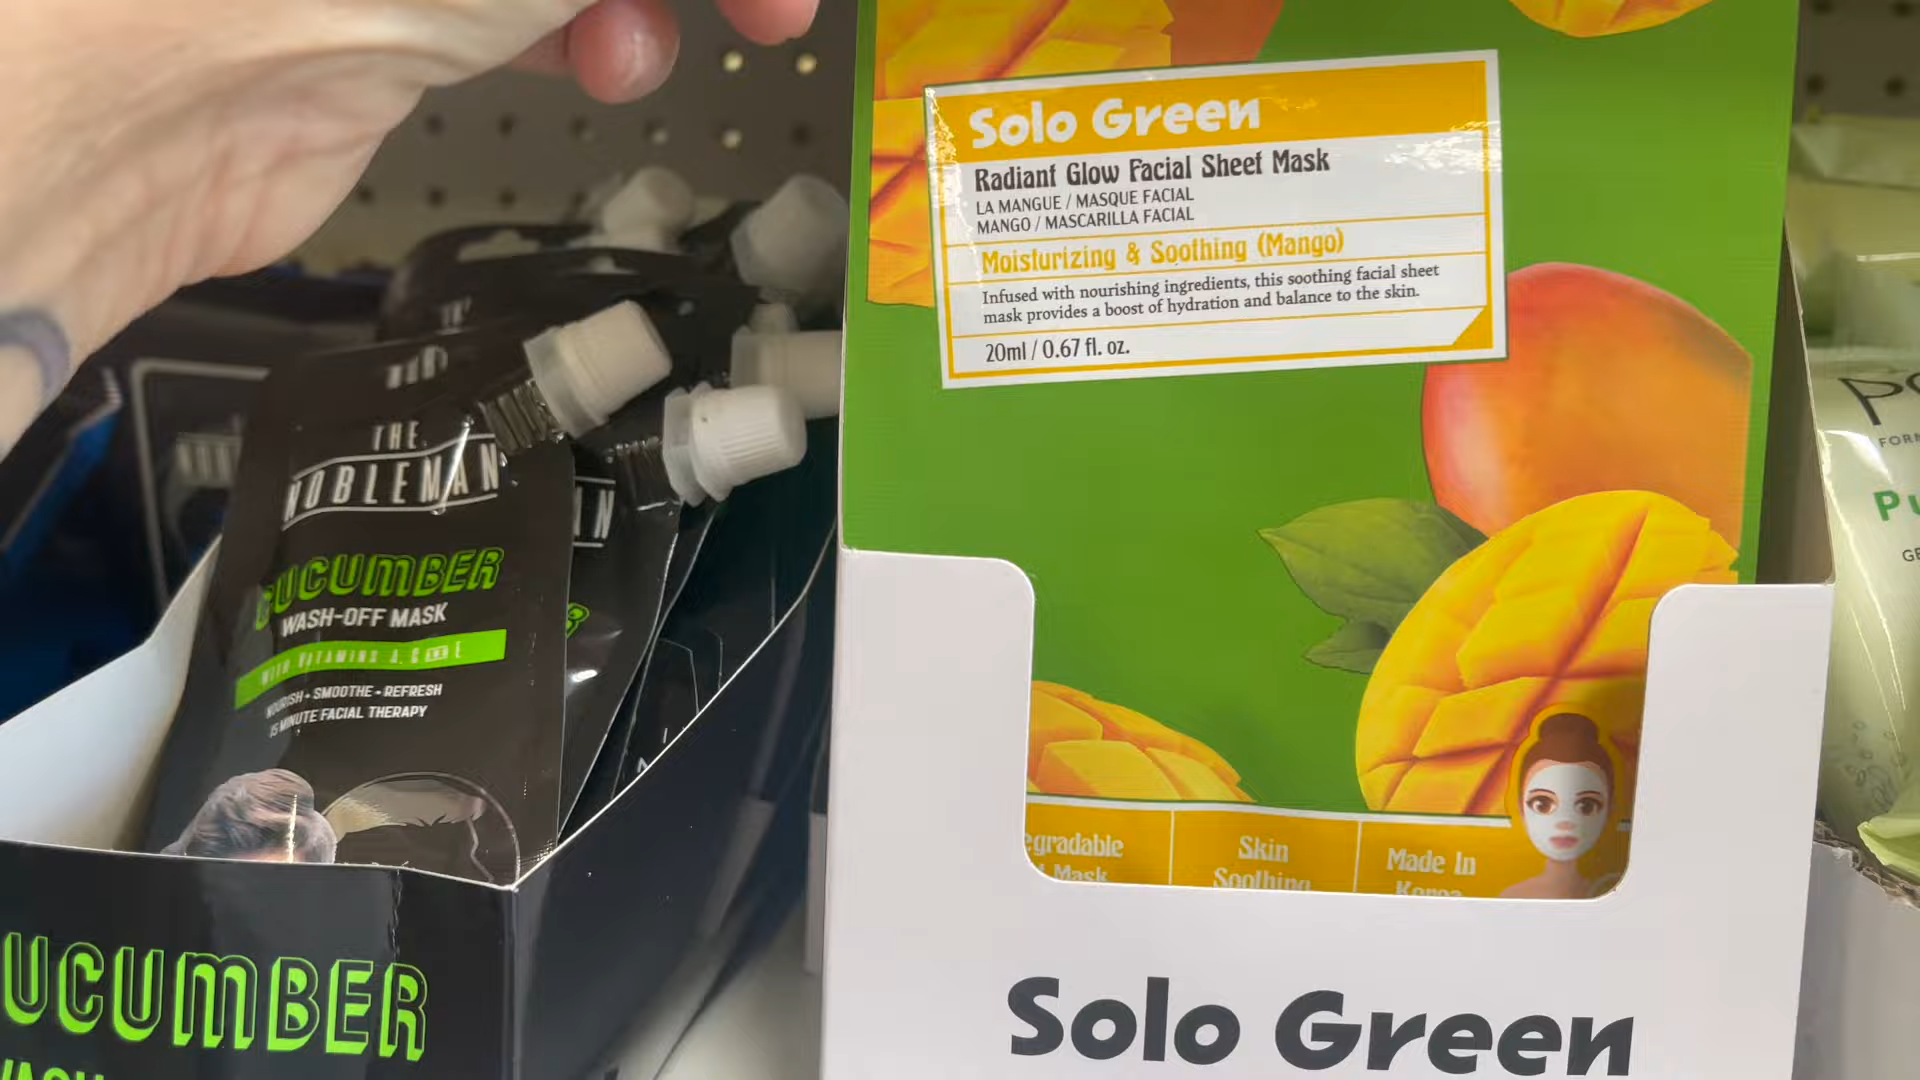 THE
NOBLEMAN
CUCUMBER
WASH-OFF MASK
WITH VITAMINS A, C AND E
NOURISH • SMOOTHE • REFRESH
15 MINUTE FACIAL THERAPY
UCUMBER
Solo Green
Radiant Glow Facial Sheet Mask
LA MANGUE / MASQUE FACIAL
MANGO / MASCARILLA FACIAL
Moisturizing & Soothing (Mango)
Infused with nourishing ingredients, this soothing facial sheet
mask provides a boost of hydration and balance to the skin.
20ml / 0.67 fl. oz.
egradable
Mask
Skin
Soothing
Made In
Korea
Solo Green